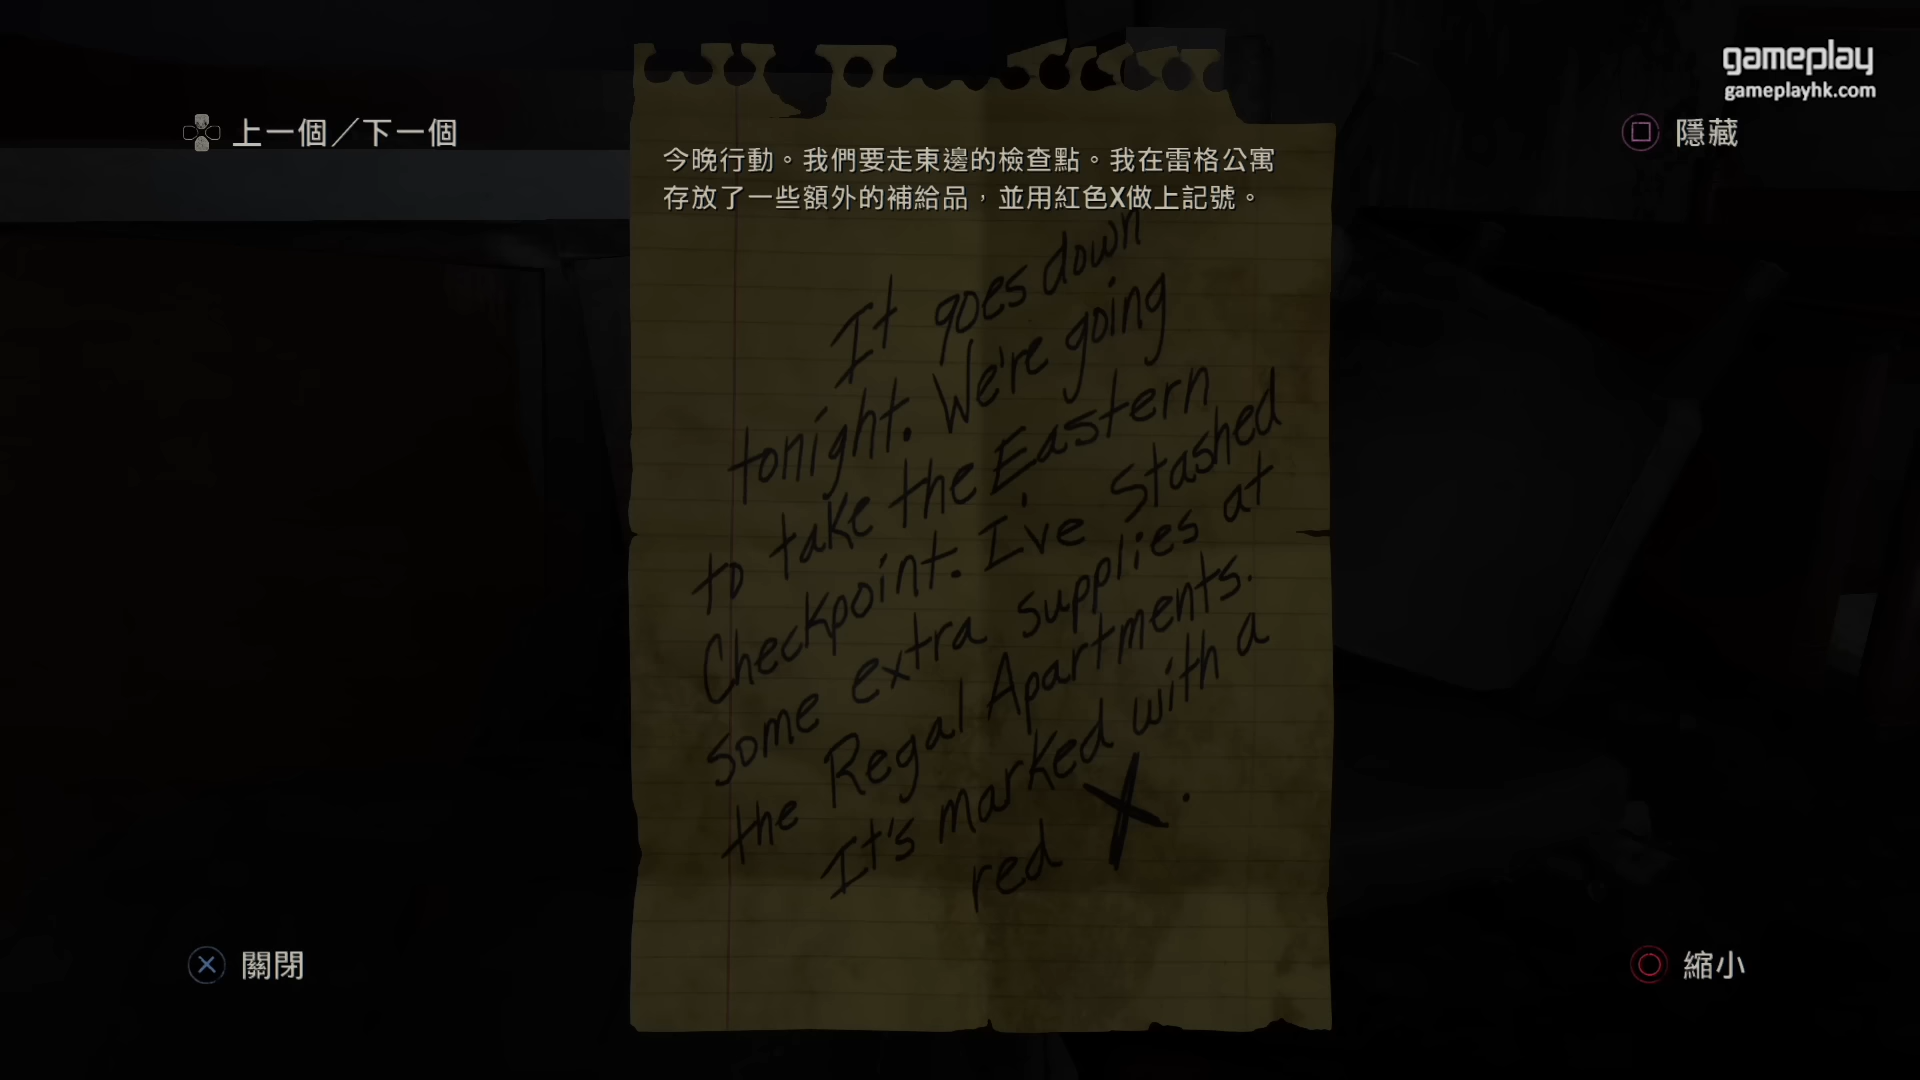 gameplay
gameplayhk.com
上一個／下一個
隱藏
今晚行動。我們要走東邊的檢查點。我在雷格公寓
存放了一些額外的補給品，並用紅色X做上記號。
It goes down
tonight. We're going
to take the Eastern
Checkpoint. I've Stashed
some extra supplies at
the Regal Apartments.
It's marked with a
red X.
關閉
縮小